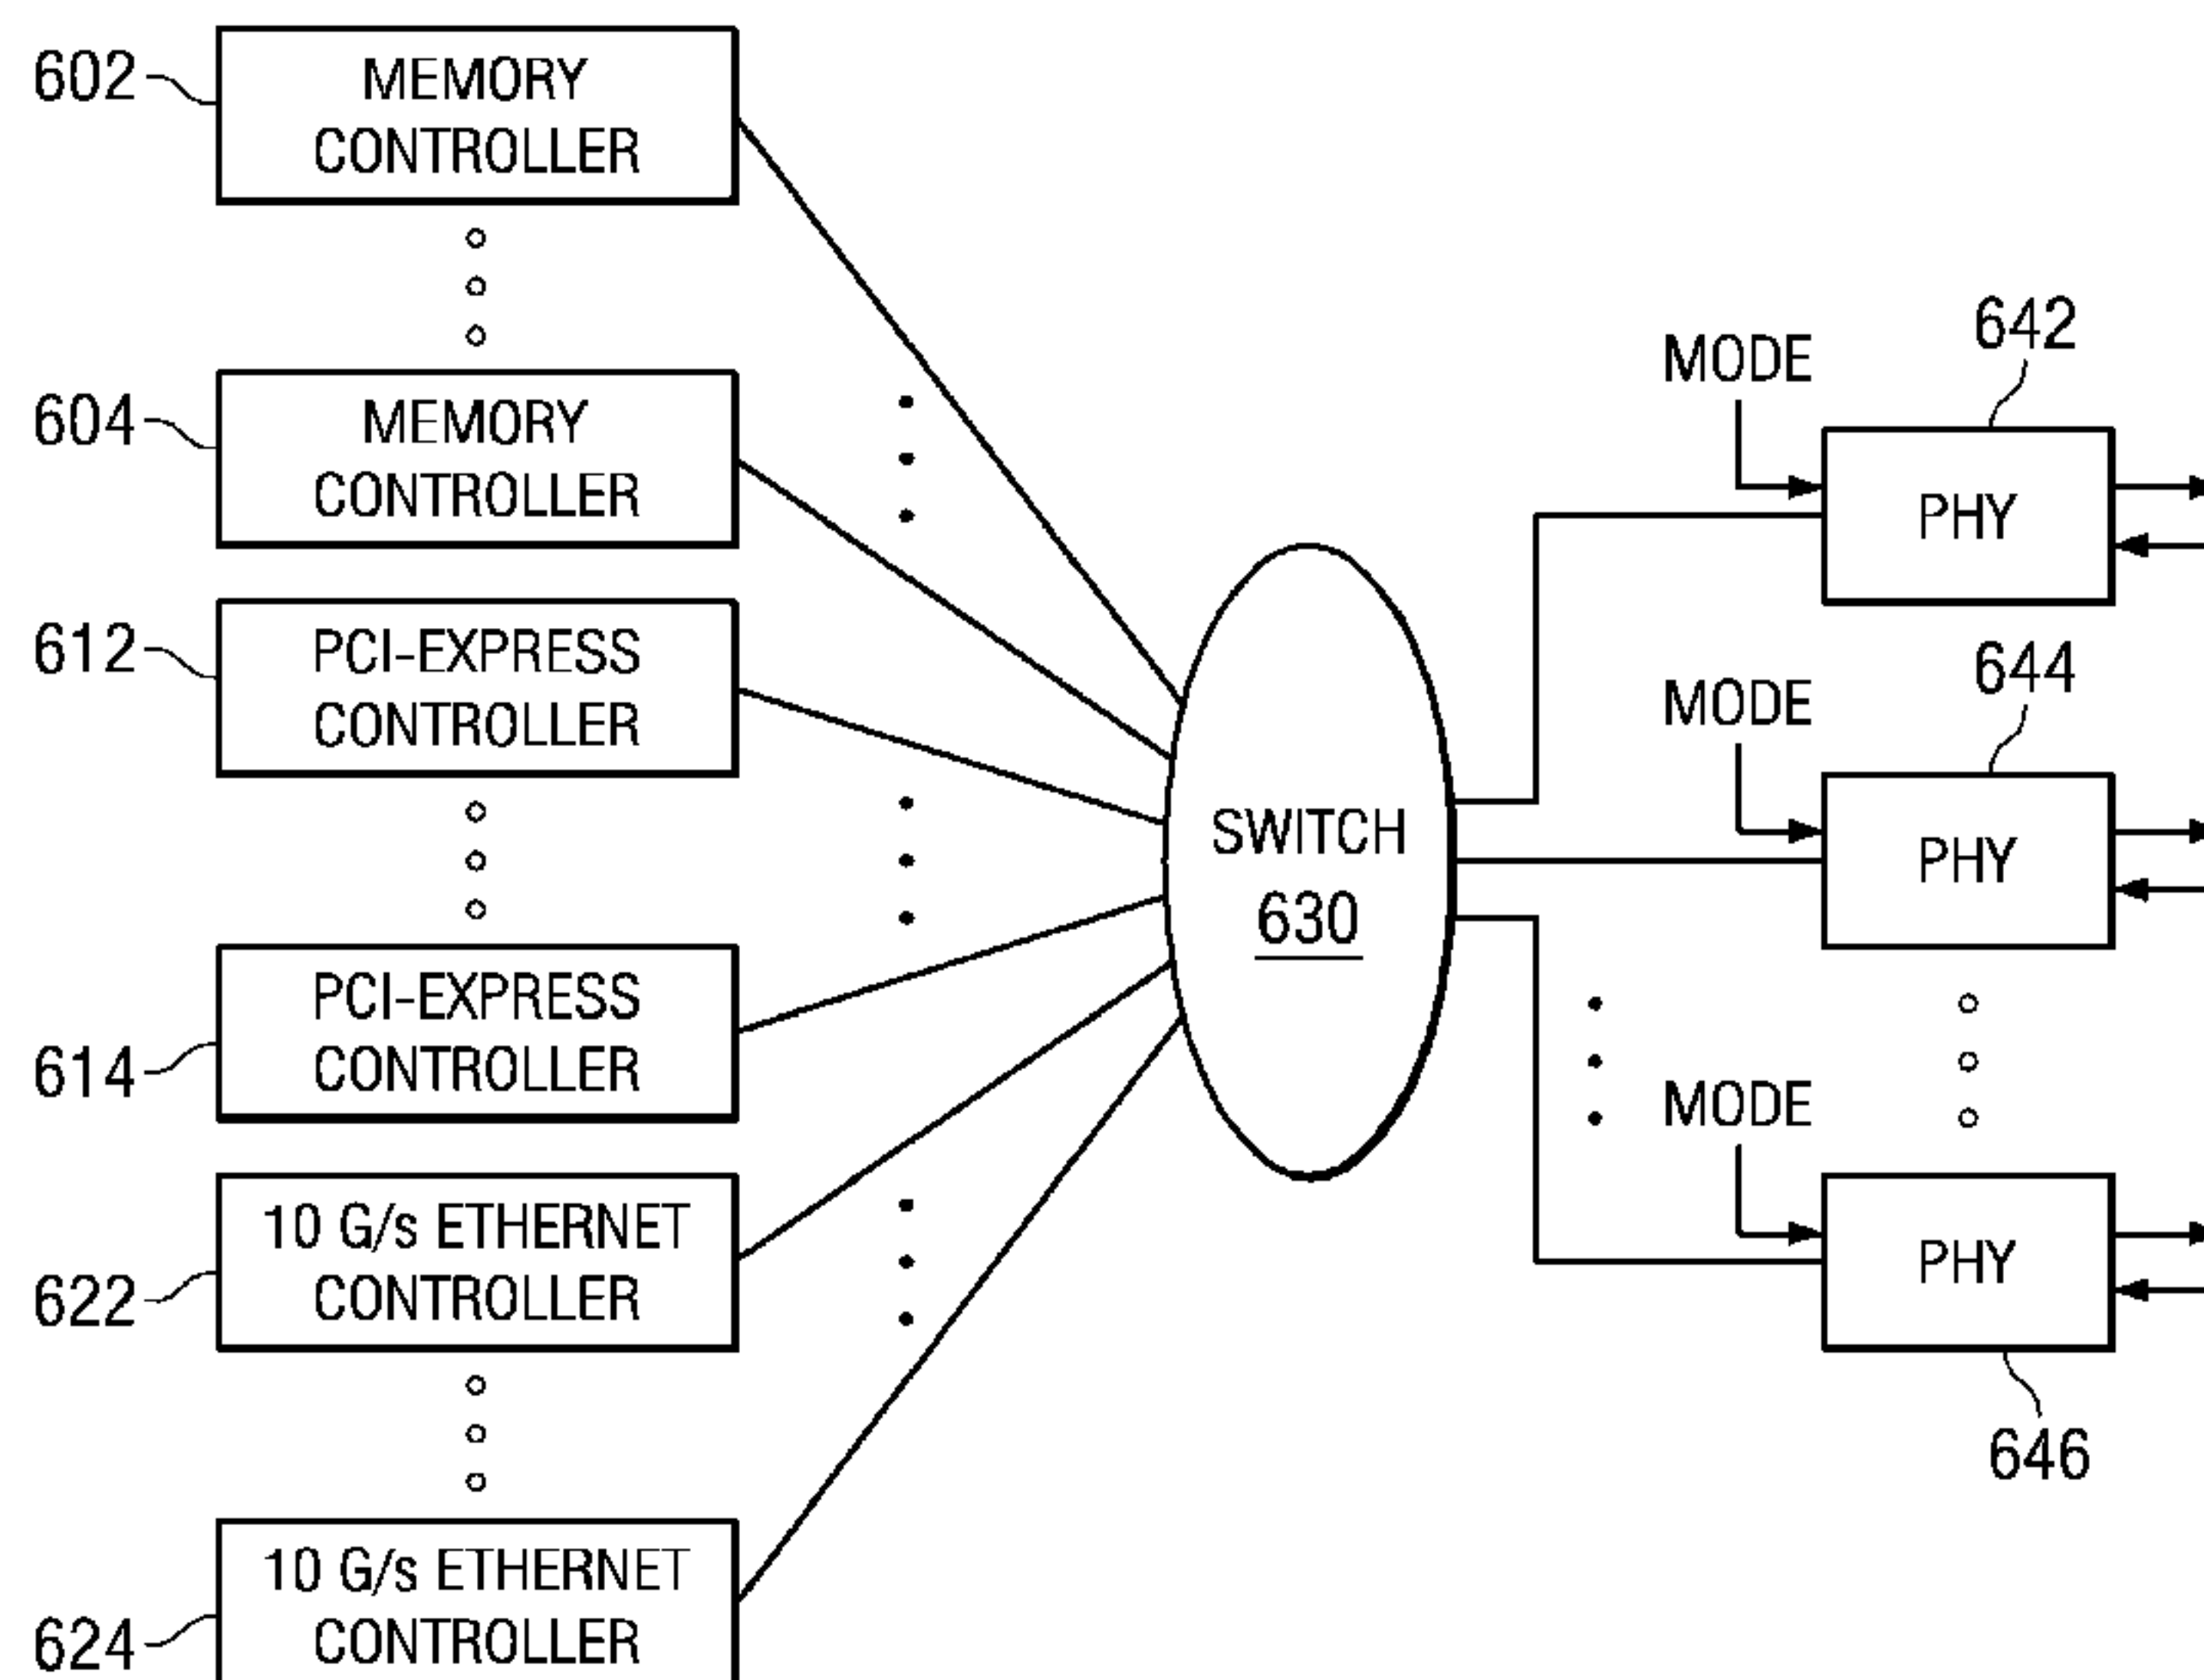 602
MEMORY
CONTROLLER
604
MEMORY
CONTROLLER
612
PCI-EXPRESS
CONTROLLER
614
PCI-EXPRESS
CONTROLLER
622
10 G/s ETHERNET
CONTROLLER
624
10 G/s ETHERNET
CONTROLLER
SWITCH
630
MODE
642
PHY
MODE
644
PHY
MODE
PHY
646